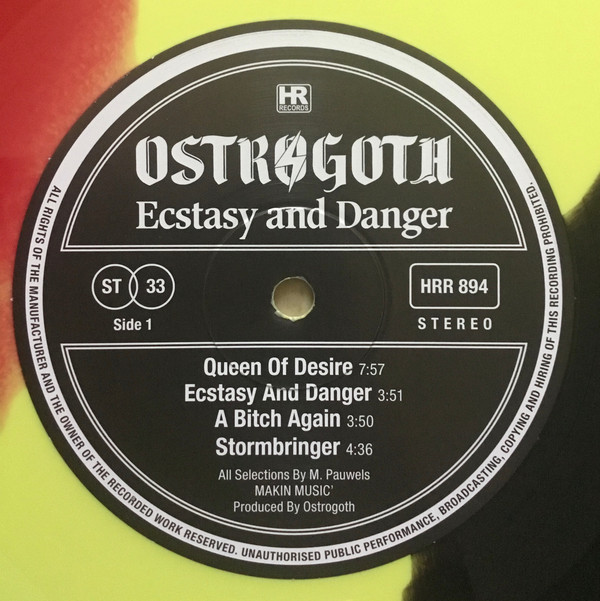 HR
RECORDS
OSTROGOTH
Ecstasy and Danger
ST 33
Side 1
HRR 894
STEREO
Queen Of Desire 7:57
Ecstasy And Danger 3:51
A Bitch Again 3:50
Stormbringer 4:36
All Selections By M. Pauwels
MAKIN MUSIC'
Produced By Ostrogoth
ALL RIGHTS OF THE MANUFACTURER AND THE OWNER OF THE RECORDED WORK RESERVED. UNAUTHORISED PUBLIC PERFORMANCE, BROADCASTING, COPYING AND HIRING OF THIS RECORDING PROHIBITED.